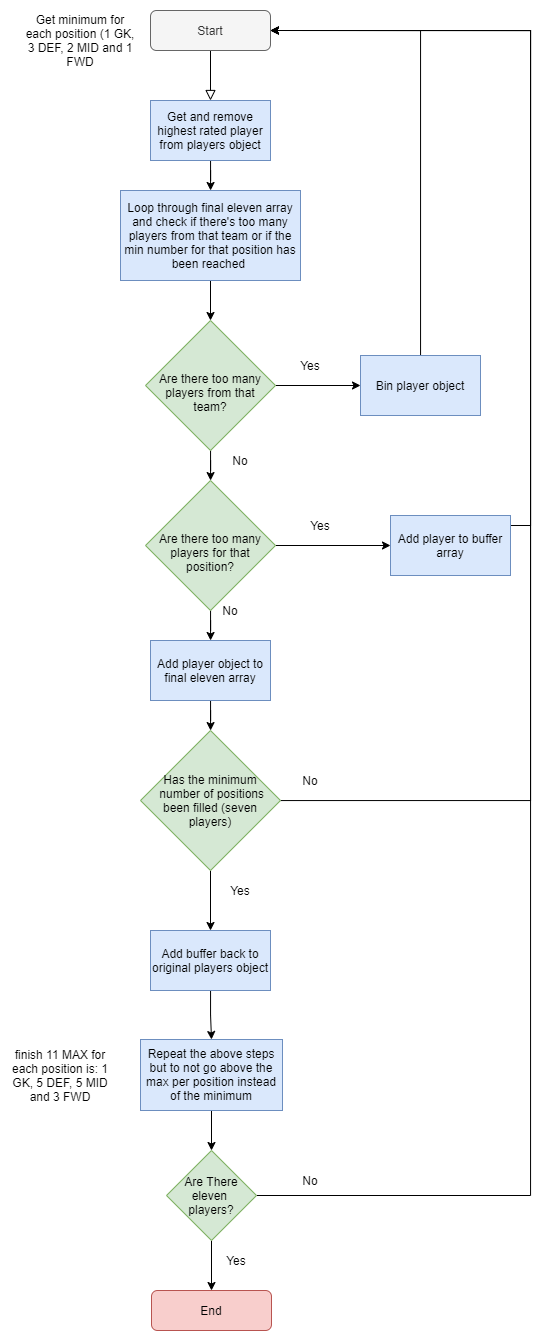 Get minimum for
each position (1 GK,
3 DEF, 2 MID and 1
FWD
Start
Get and remove
highest rated player
from players object
Loop through final eleven array
and check if there's too many
players from that team or if the
min number for that position has
been reached
Are there too many
players from that
team?
Yes
Bin player object
No
Are there too many
players for that
position?
Yes
Add player to buffer
array
No
Add player object to
final eleven array
Has the minimum
number of positions
been filled (seven
players)
No
Yes
Add buffer back to
original players object
finish 11 MAX for
each position is: 1
GK, 5 DEF, 5 MID
and 3 FWD
Repeat the above steps
but to not go above the
max per position instead
of the minimum
Are There
eleven
players?
No
Yes
End